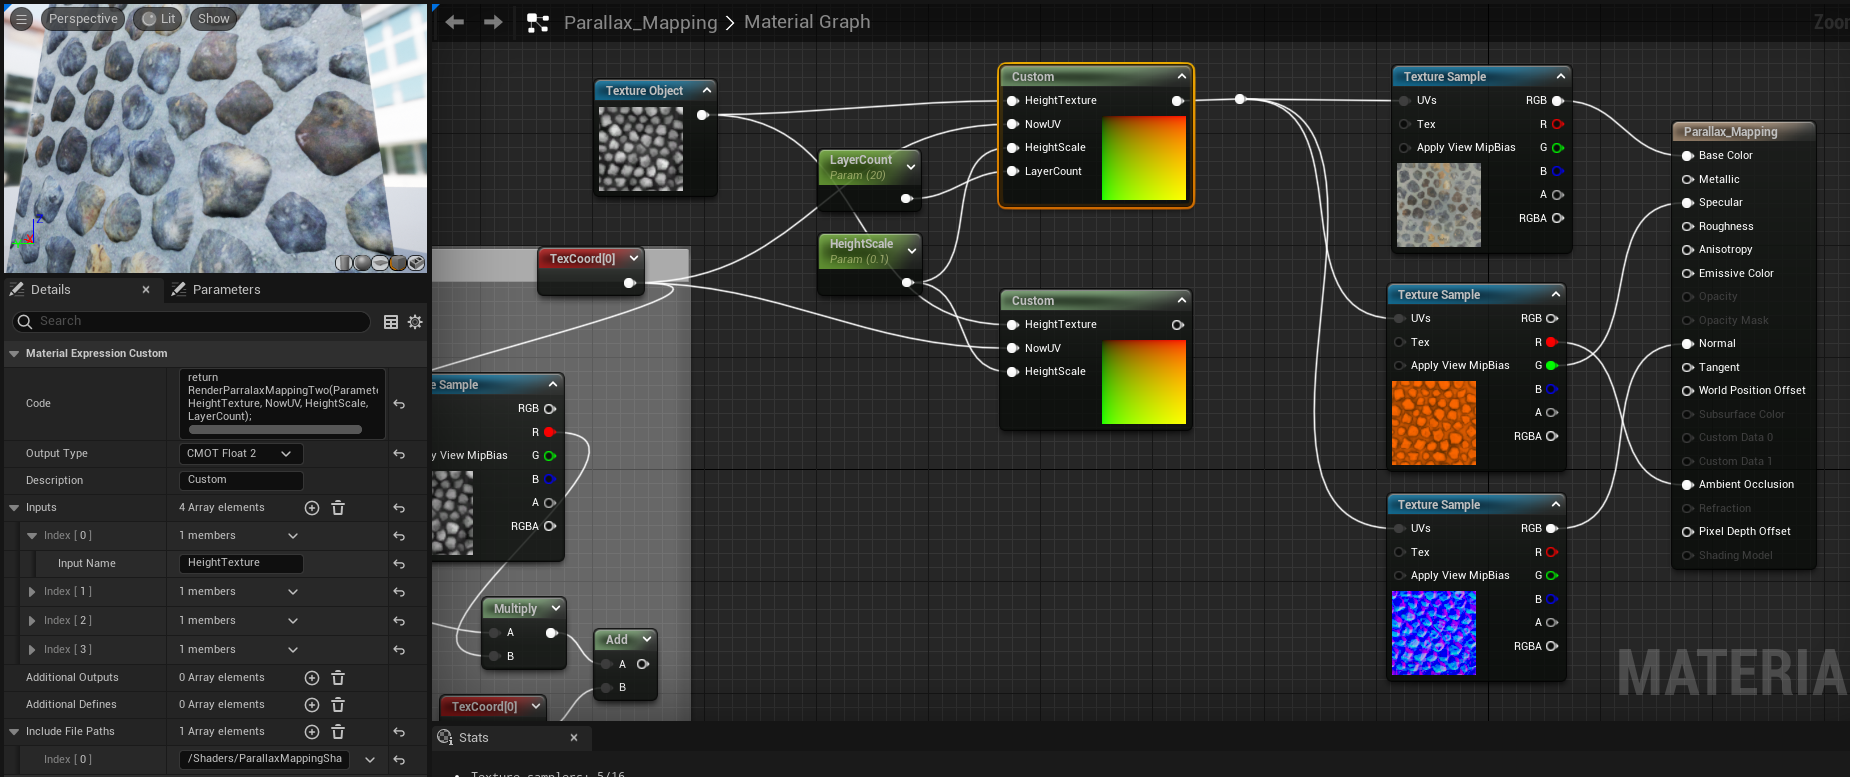 Perspective
Lit
Show
Z
X
Y
Details
Parameters
Search
Material Expression Custom
Code
return
RenderParralaxMappingTwo(Paramete
HeightTexture, NowUV, HeightScale,
LayerCount);
Output Type
CMOT Float 2
Description
Custom
Inputs
4 Array elements
Index [ 0 ]
1 members
Input Name
HeightTexture
Index [ 1 ]
1 members
Index [ 2 ]
1 members
Index [ 3 ]
1 members
Additional Outputs
0 Array elements
Additional Defines
0 Array elements
Include File Paths
1 Array elements
Index [ 0 ]
/Shaders/ParallaxMappingSha
Parallax_Mapping > Material Graph
Zoo
Texture Object
LayerCount
Param (20)
HeightScale
Param (0.1)
TexCoord[0]
Custom
HeightTexture
NowUV
HeightScale
LayerCount
Custom
HeightTexture
NowUV
HeightScale
e Sample
RGB
R
y View MipBias
G
B
A
RGBA
Multiply
A
B
Add
A
B
TexCoord[0]
Texture Sample
UVs
RGB
Tex
R
Apply View MipBias
G
B
A
RGBA
Texture Sample
UVs
RGB
Tex
R
Apply View MipBias
G
B
A
RGBA
Texture Sample
UVs
RGB
Tex
R
Apply View MipBias
G
B
A
RGBA
Parallax_Mapping
Base Color
Metallic
Specular
Roughness
Anisotropy
Emissive Color
Opacity
Opacity Mask
Normal
Tangent
World Position Offset
Subsurface Color
Custom Data 0
Custom Data 1
Ambient Occlusion
Refraction
Pixel Depth Offset
Shading Model
MATERIA
Stats
Texture samplers: 5/16